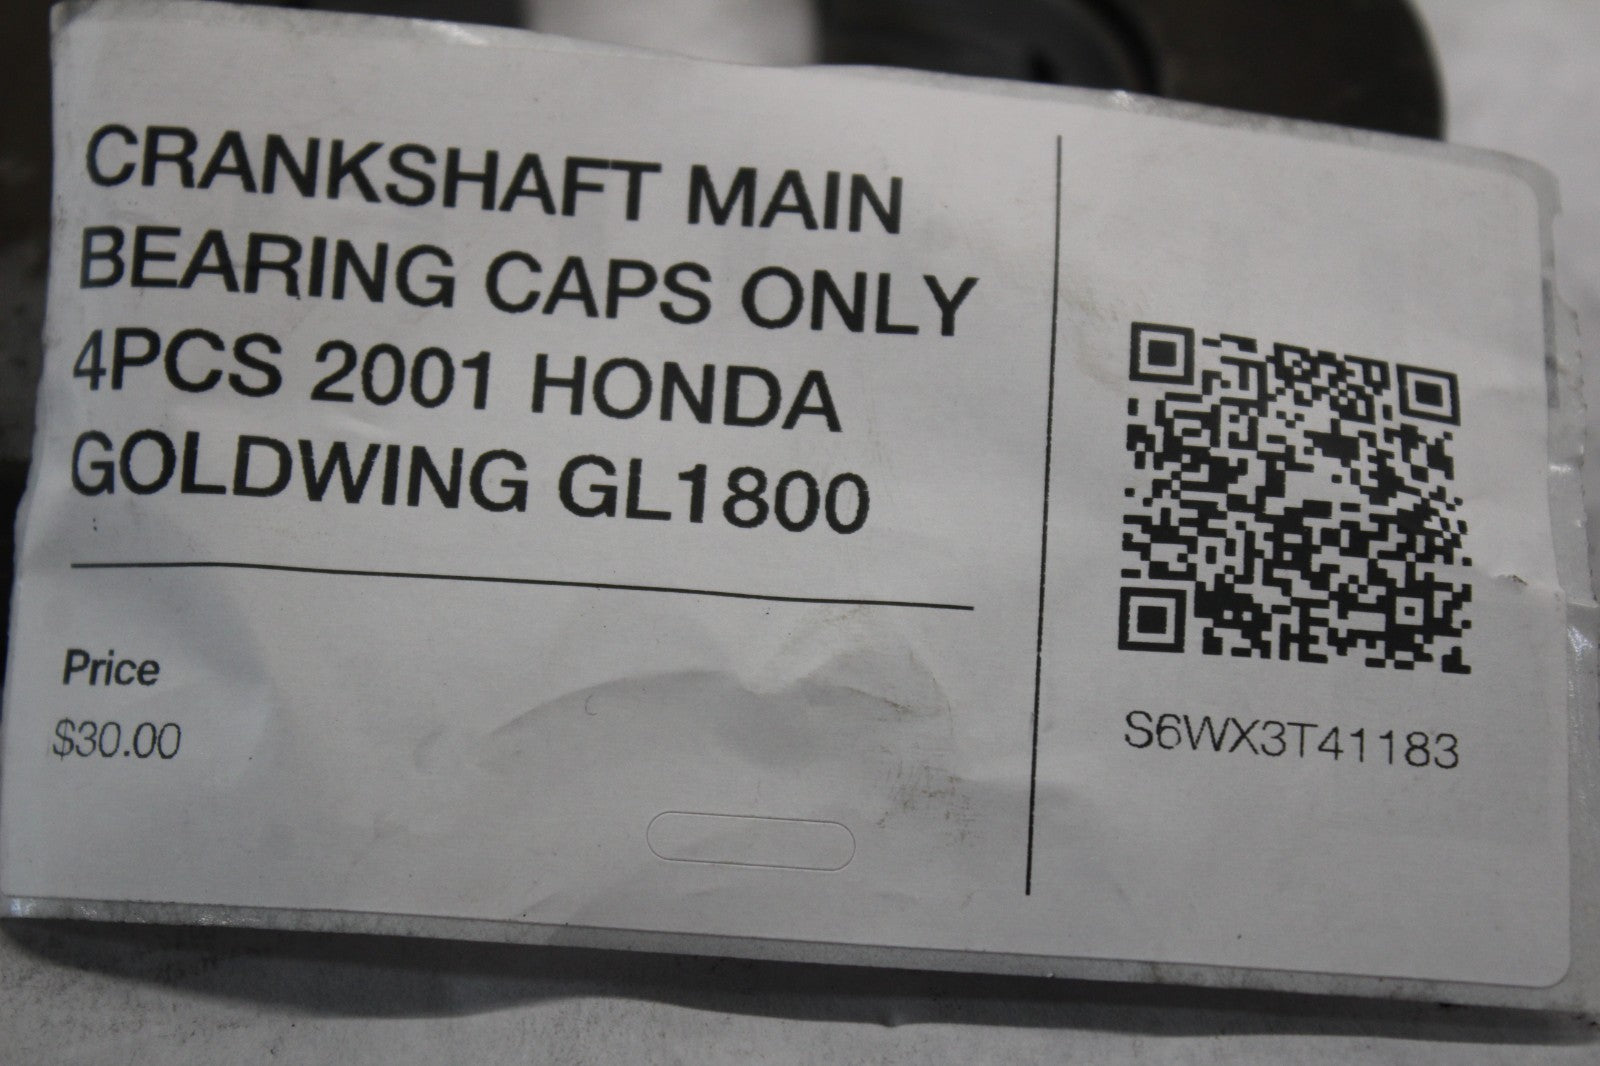 CRANKSHAFT MAIN
BEARING CAPS ONLY
4PCS 2001 HONDA
GOLDWING GL1800
Price
$30.00
S6WX3T41183